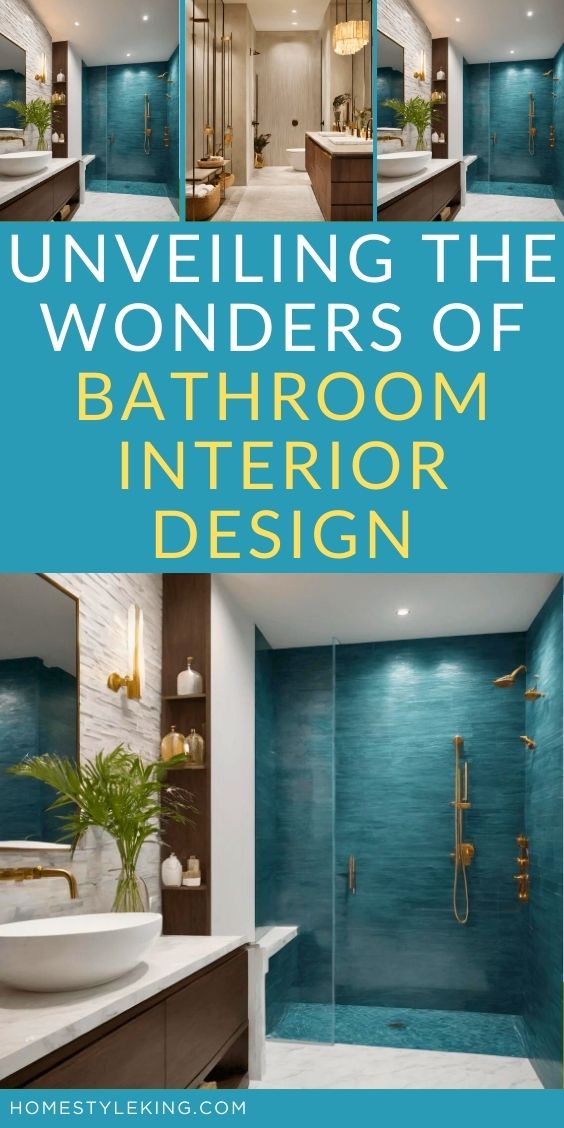 UNVEILING THE
WONDERS OF
BATHROOM
INTERIOR
DESIGN
HOMESTYLEKING.COM